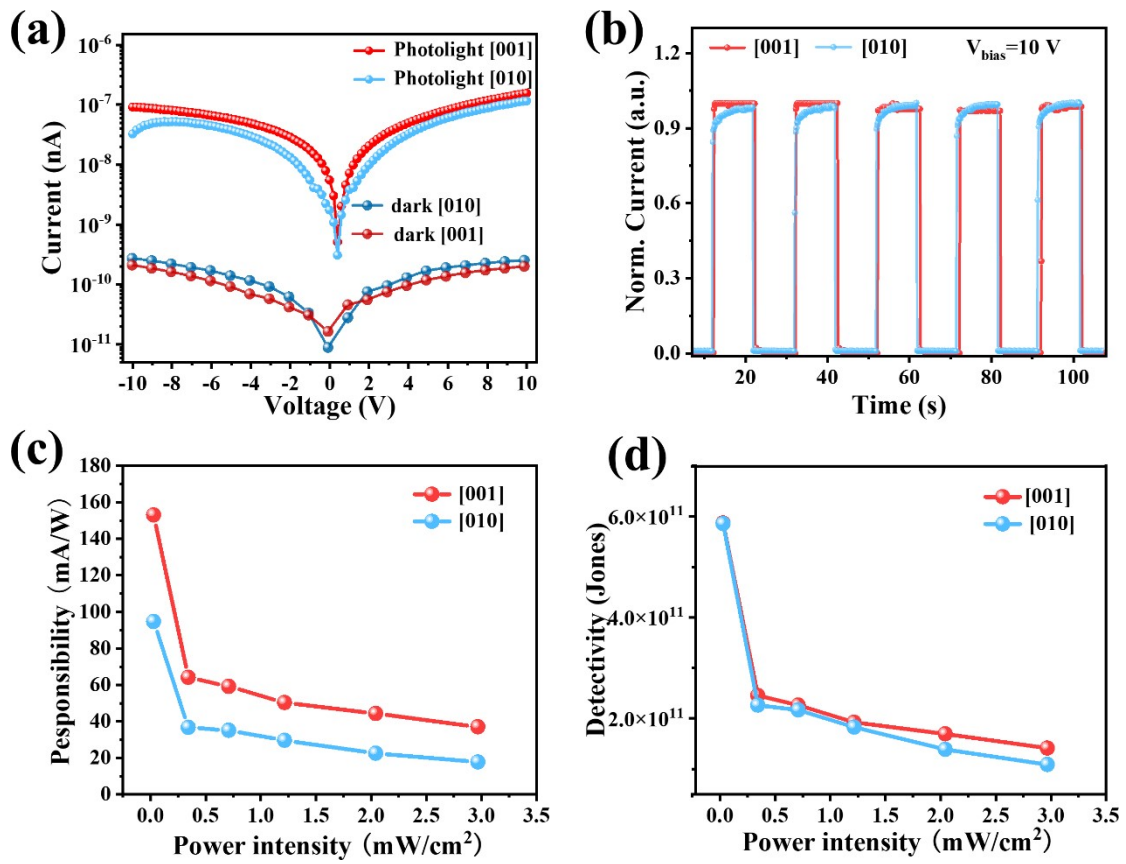 (a)
Current (nA)
10⁻⁶
10⁻⁷
10⁻⁸
10⁻⁹
10⁻¹⁰
10⁻¹¹
Photolight [001]
Photolight [010]
dark [010]
dark [001]
-10 -8 -6 -4 -2 0 2 4 6 8 10
Voltage (V)
(b)
Norm. Current (a.u.)
1.2
0.9
0.6
0.3
0.0
[001] [010] V_bias=10 V
20 40 60 80 100
Time (s)
(c)
Pesponsibility (mA/W)
180
160
140
120
100
80
60
40
20
0
[001]
[010]
0.0 0.5 1.0 1.5 2.0 2.5 3.0 3.5
Power intensity (mW/cm²)
(d)
Detectivity (Jones)
6.0×10¹¹
4.0×10¹¹
2.0×10¹¹
[001]
[010]
0.0 0.5 1.0 1.5 2.0 2.5 3.0 3.5
Power intensity (mW/cm²)